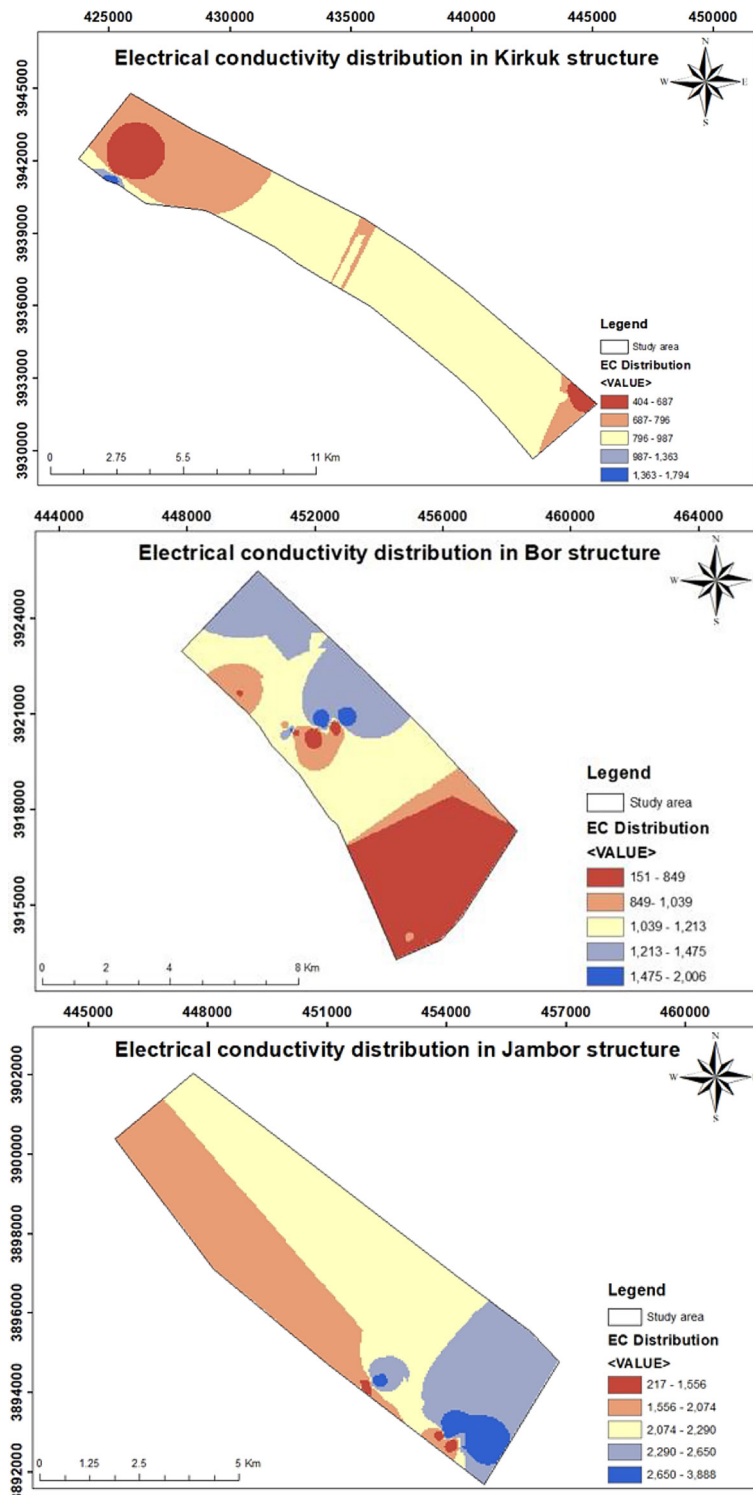 425000 430000 435000 440000 445000 450000
Electrical conductivity distribution in Kirkuk structure
N
W E
S
3945000
3942000
3939000
3936000
3933000
3930000
Legend
Study area
EC Distribution
<VALUE>
404 - 687
687 - 796
796 - 987
987- 1,363
1,363 - 1,794
0 2.75 5.5 11 Km
444000 448000 452000 456000 460000 464000
Electrical conductivity distribution in Bor structure
N
W
S
3924000
3921000
3918000
3915000
Legend
Study area
EC Distribution
<VALUE>
151 - 849
849- 1,039
1,039 - 1,213
1,213 - 1,475
1,475 - 2,006
0 2 4 8 Km
445000 448000 451000 454000 457000 460000
Electrical conductivity distribution in Jambor structure
N
W
S
3902000
3900000
3898000
3896000
3894000
3892000
Legend
Study area
EC Distribution
<VALUE>
217 - 1,556
1,556 - 2,074
2,074 - 2,290
2,290 - 2,650
2,650 - 3,888
0 1.25 2.5 5 Km